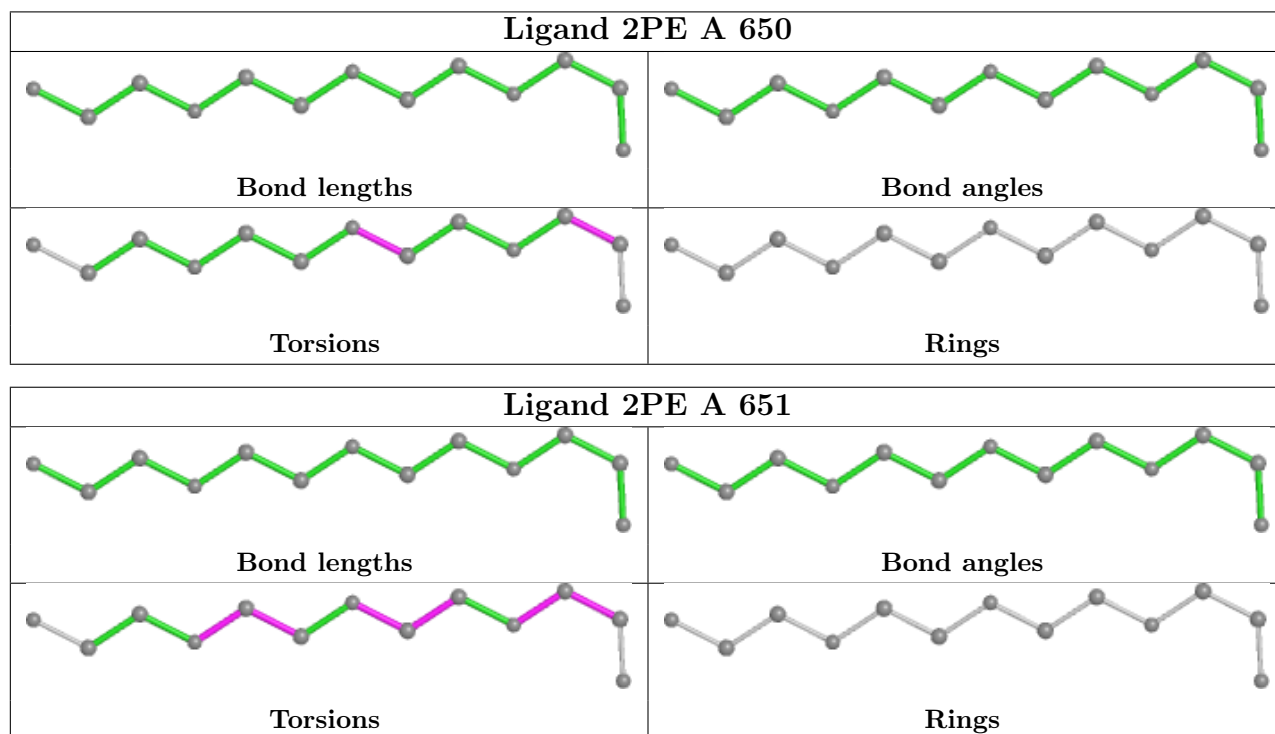 Ligand 2PE A 650
Bond lengths
Bond angles
Torsions
Rings
Ligand 2PE A 651
Bond lengths
Bond angles
Torsions
Rings